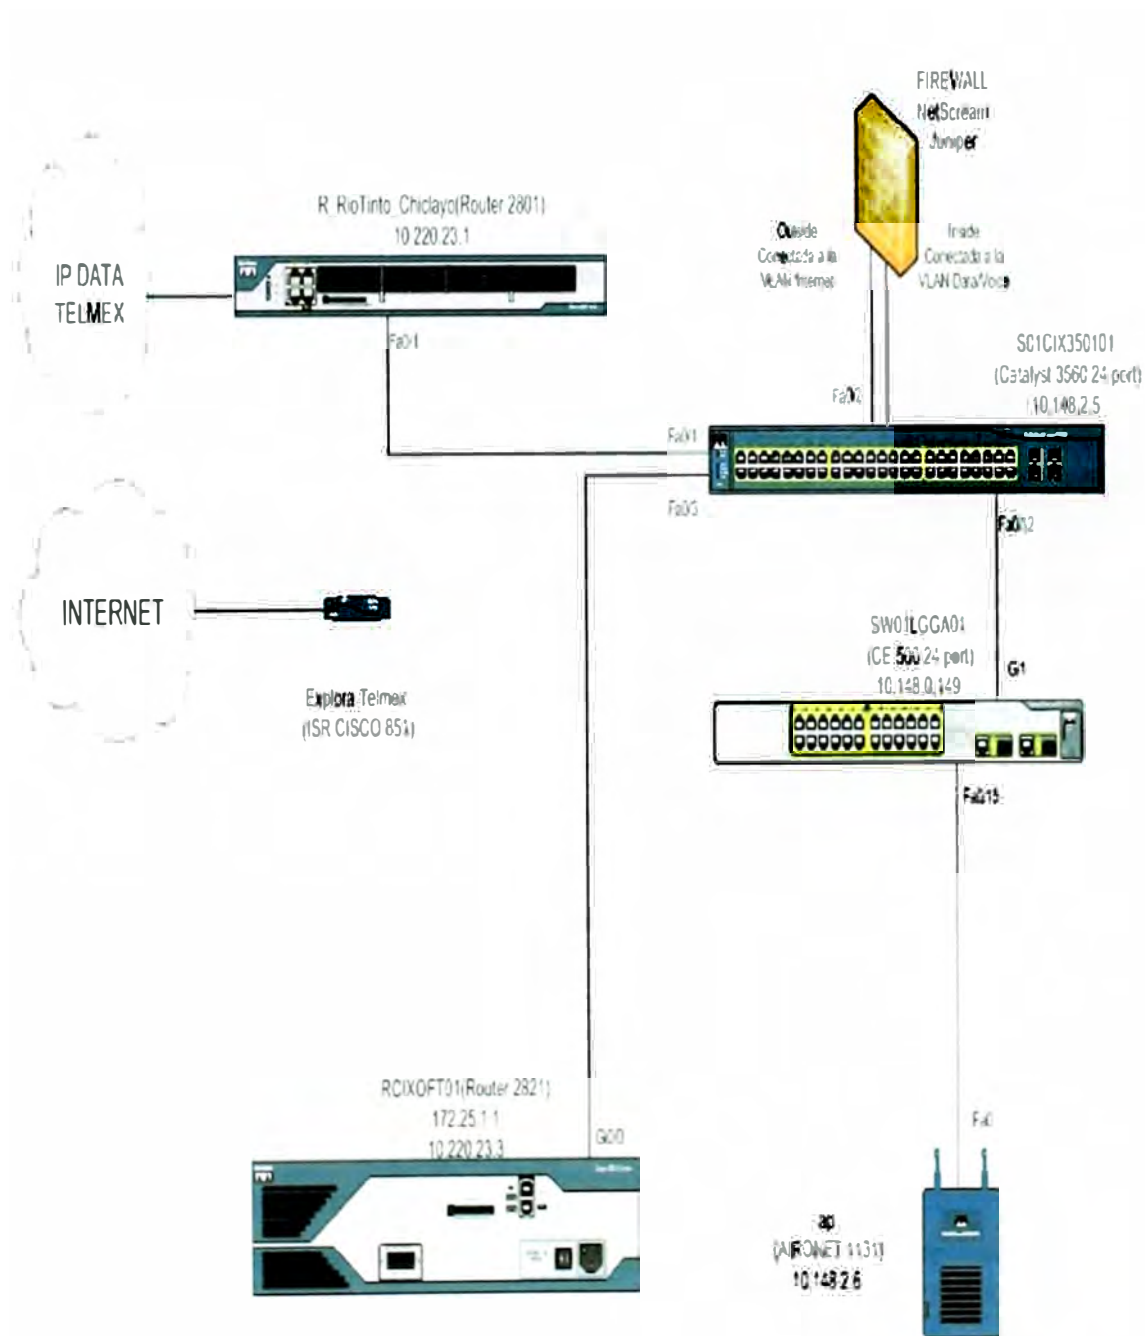 FIREWALL
NetScream
Juniper
R_RioTinto_Chiclayo(Router 2801)
10.220.23.1
IP DATA
TELMEX
Outside
Conectada a la
VLAN Internet
Inside
Conectada a la
VLAN Data/Voice
Fa0/1
S01CIX350101
(Catalyst 3560 24 port)
10.148.2.5
Fa0/2
Fa0/1
Fa0/3
INTERNET
Explora Telmex
(ISR CISCO 851)
SW01LGGA01
(CE 500 24 port)
10.148.0.149
G1
Fa0/15
RCIXOFT01(Router 2821)
172.25.1.1
10.220.23.3
Gi0/0
Fa0
ap
(AIRONET 1131)
10.148.2.6